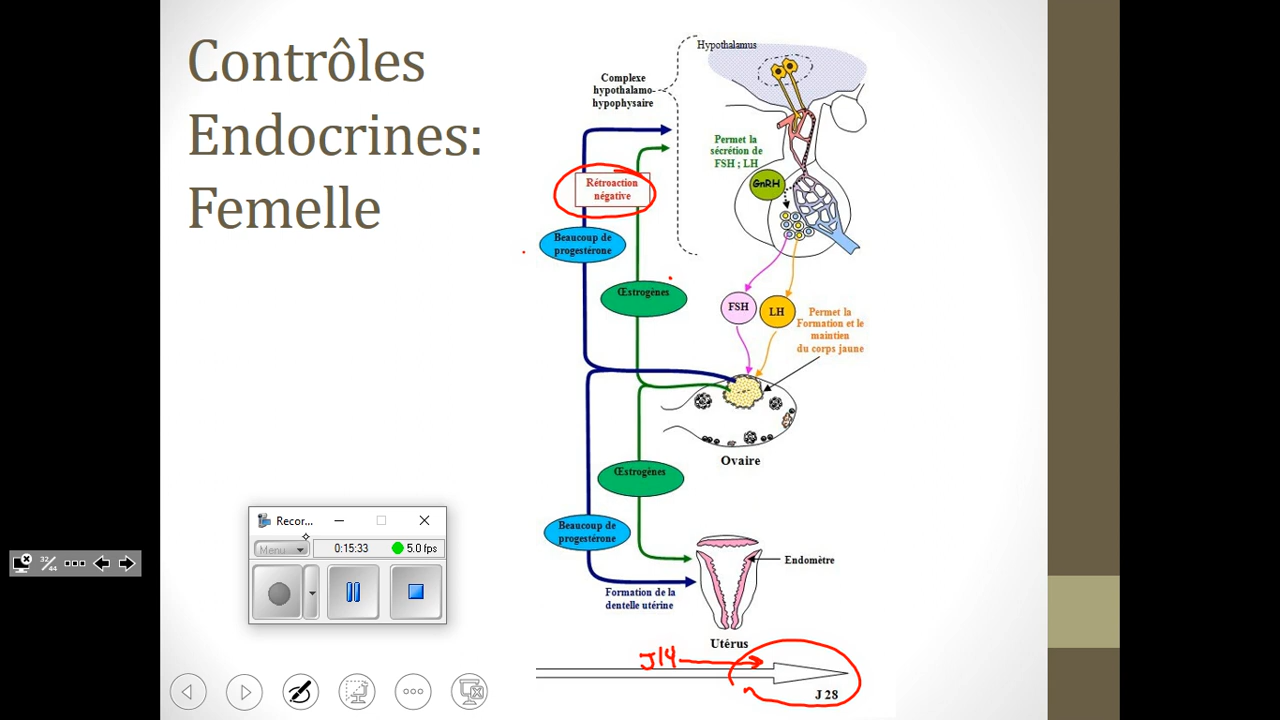 Contrôles
Endocrines:
Femelle
Hypothalamus
Complexe
hypothalamo-
hypophysaire
Permet la
sécrétion de
FSH ; LH
GnRH
Rétroaction
négative
Beaucoup de
progestérone
Œstrogènes
FSH
LH
Permet la
Formation et le
maintien
du corps jaune
Ovaire
Œstrogènes
Beaucoup de
progestérone
Endomètre
Formation de la
dentelle utérine
Utérus
J14
J 28
Recor...
Menu
0:15:33
5.0 fps
32/44